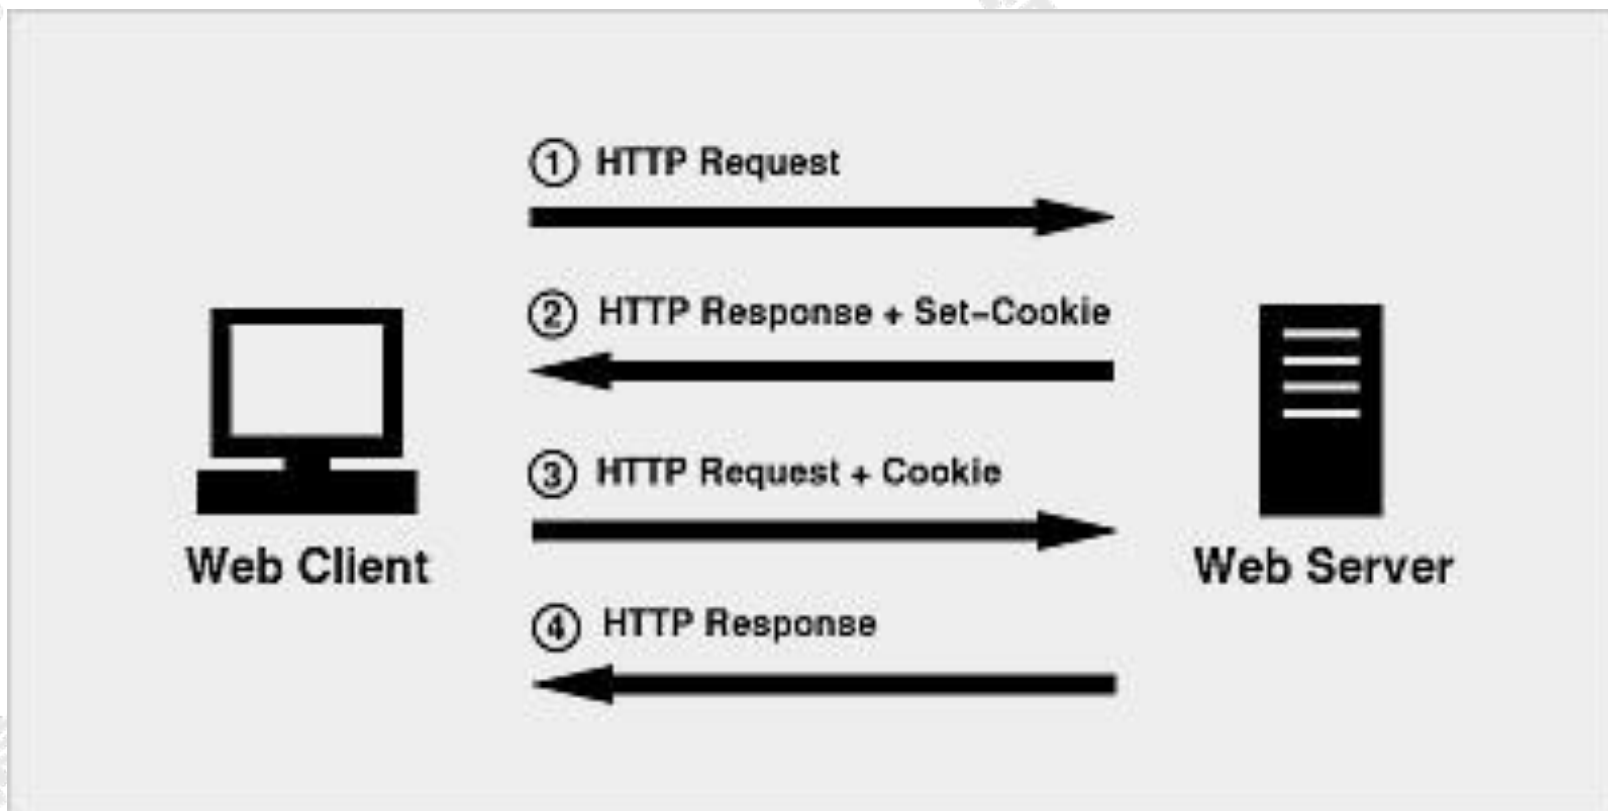 ① HTTP Request
② HTTP Response + Set-Cookie
③ HTTP Request + Cookie
Web Client
Web Server
④ HTTP Response